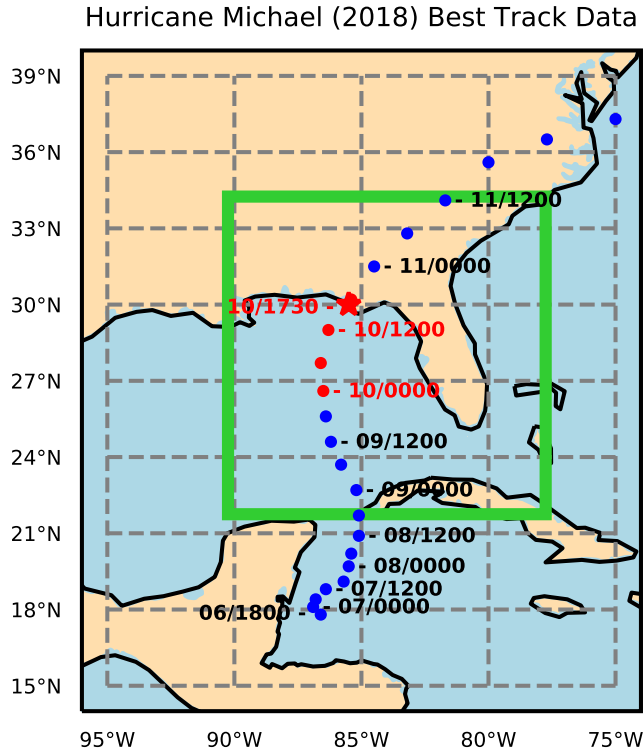 Hurricane Michael (2018) Best Track Data
39°N
36°N
- 11/1200
33°N
- 11/0000
30°N
10/1730 -
- 10/1200
27°N
- 10/0000
- 09/1200
24°N
- 09/0000
21°N
- 08/1200
- 08/0000
- 07/1200
18°N
- 07/0000
06/1800 -
15°N
95°W 90°W 85°W 80°W 75°W